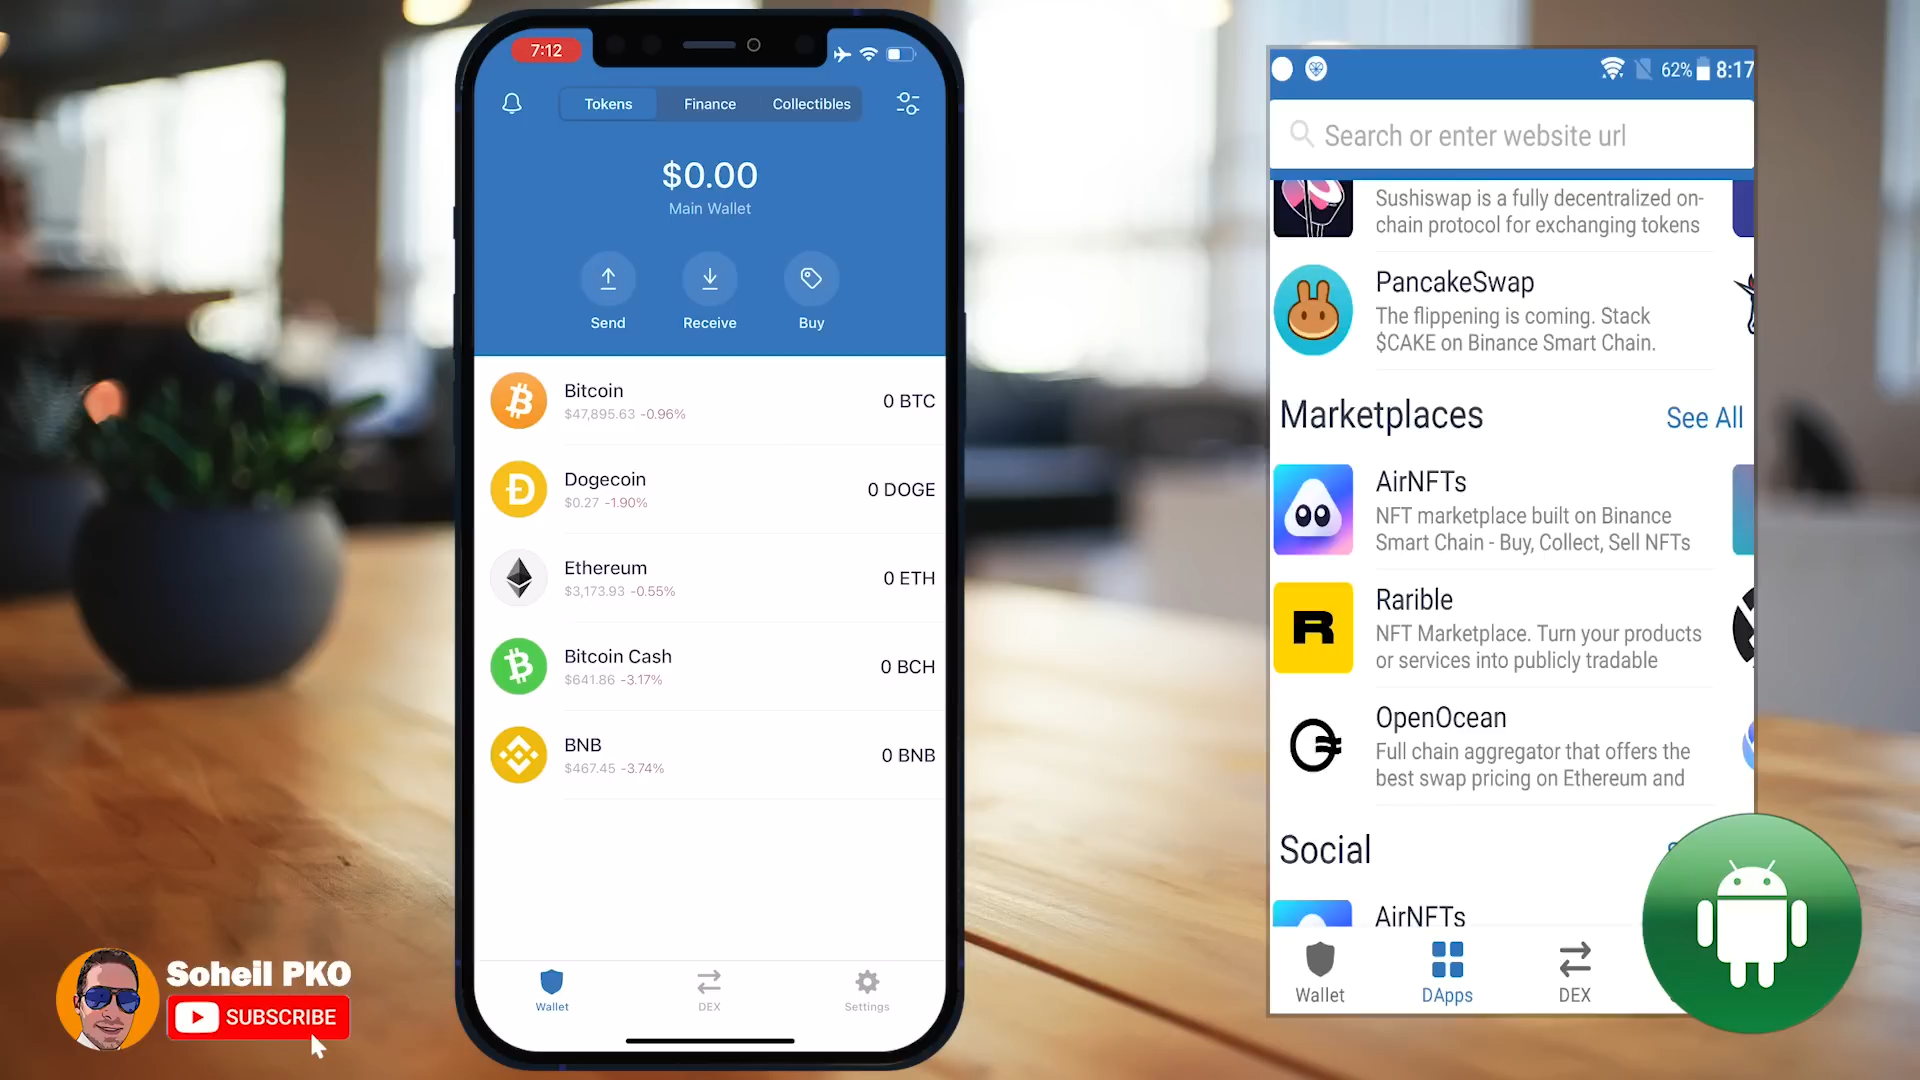 7:12
Tokens
Finance
Collectibles
$0.00
Main Wallet
Send
Receive
Buy
Bitcoin
$47,895.63 -0.96%
0 BTC
Dogecoin
$0.27 -1.90%
0 DOGE
Ethereum
$3,173.93 -0.55%
0 ETH
Bitcoin Cash
$641.86 -3.17%
0 BCH
BNB
$467.45 -3.74%
0 BNB
Wallet
DEX
Settings
62% 8:17
Search or enter website url
Sushiswap is a fully decentralized on-
chain protocol for exchanging tokens
PancakeSwap
The flippening is coming. Stack
$CAKE on Binance Smart Chain.
Marketplaces
See All
AirNFTs
NFT marketplace built on Binance
Smart Chain - Buy, Collect, Sell NFTs
Rarible
NFT Marketplace. Turn your products
or services into publicly tradable
OpenOcean
Full chain aggregator that offers the
best swap pricing on Ethereum and
Social
AirNFTs
Wallet
DApps
DEX
Soheil PKO
SUBSCRIBE